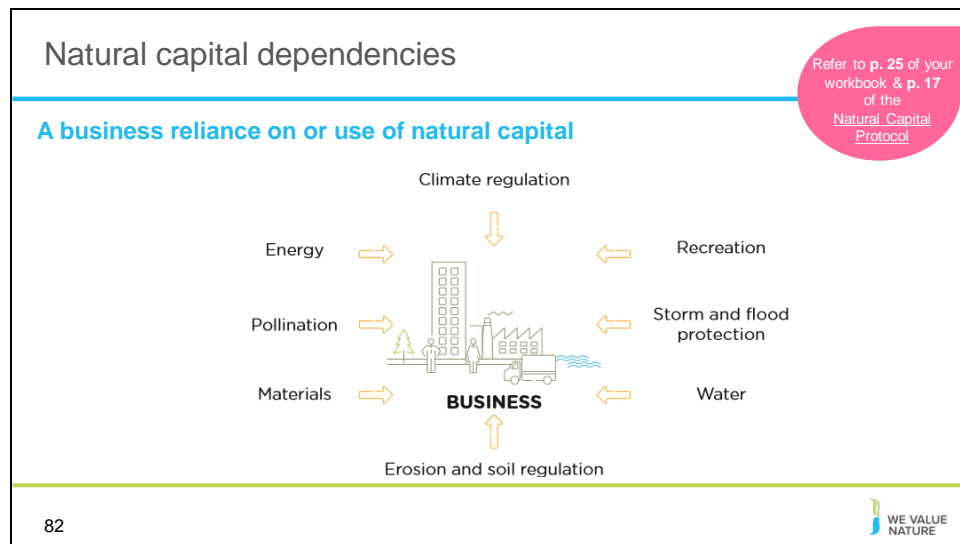 Natural capital dependencies
Refer to p. 25 of your
workbook & p. 17
of the
Natural Capital
Protocol
A business reliance on or use of natural capital
Climate regulation
Energy
Recreation
Pollination
Storm and flood
protection
Materials
Water
BUSINESS
Erosion and soil regulation
82
WE VALUE
NATURE